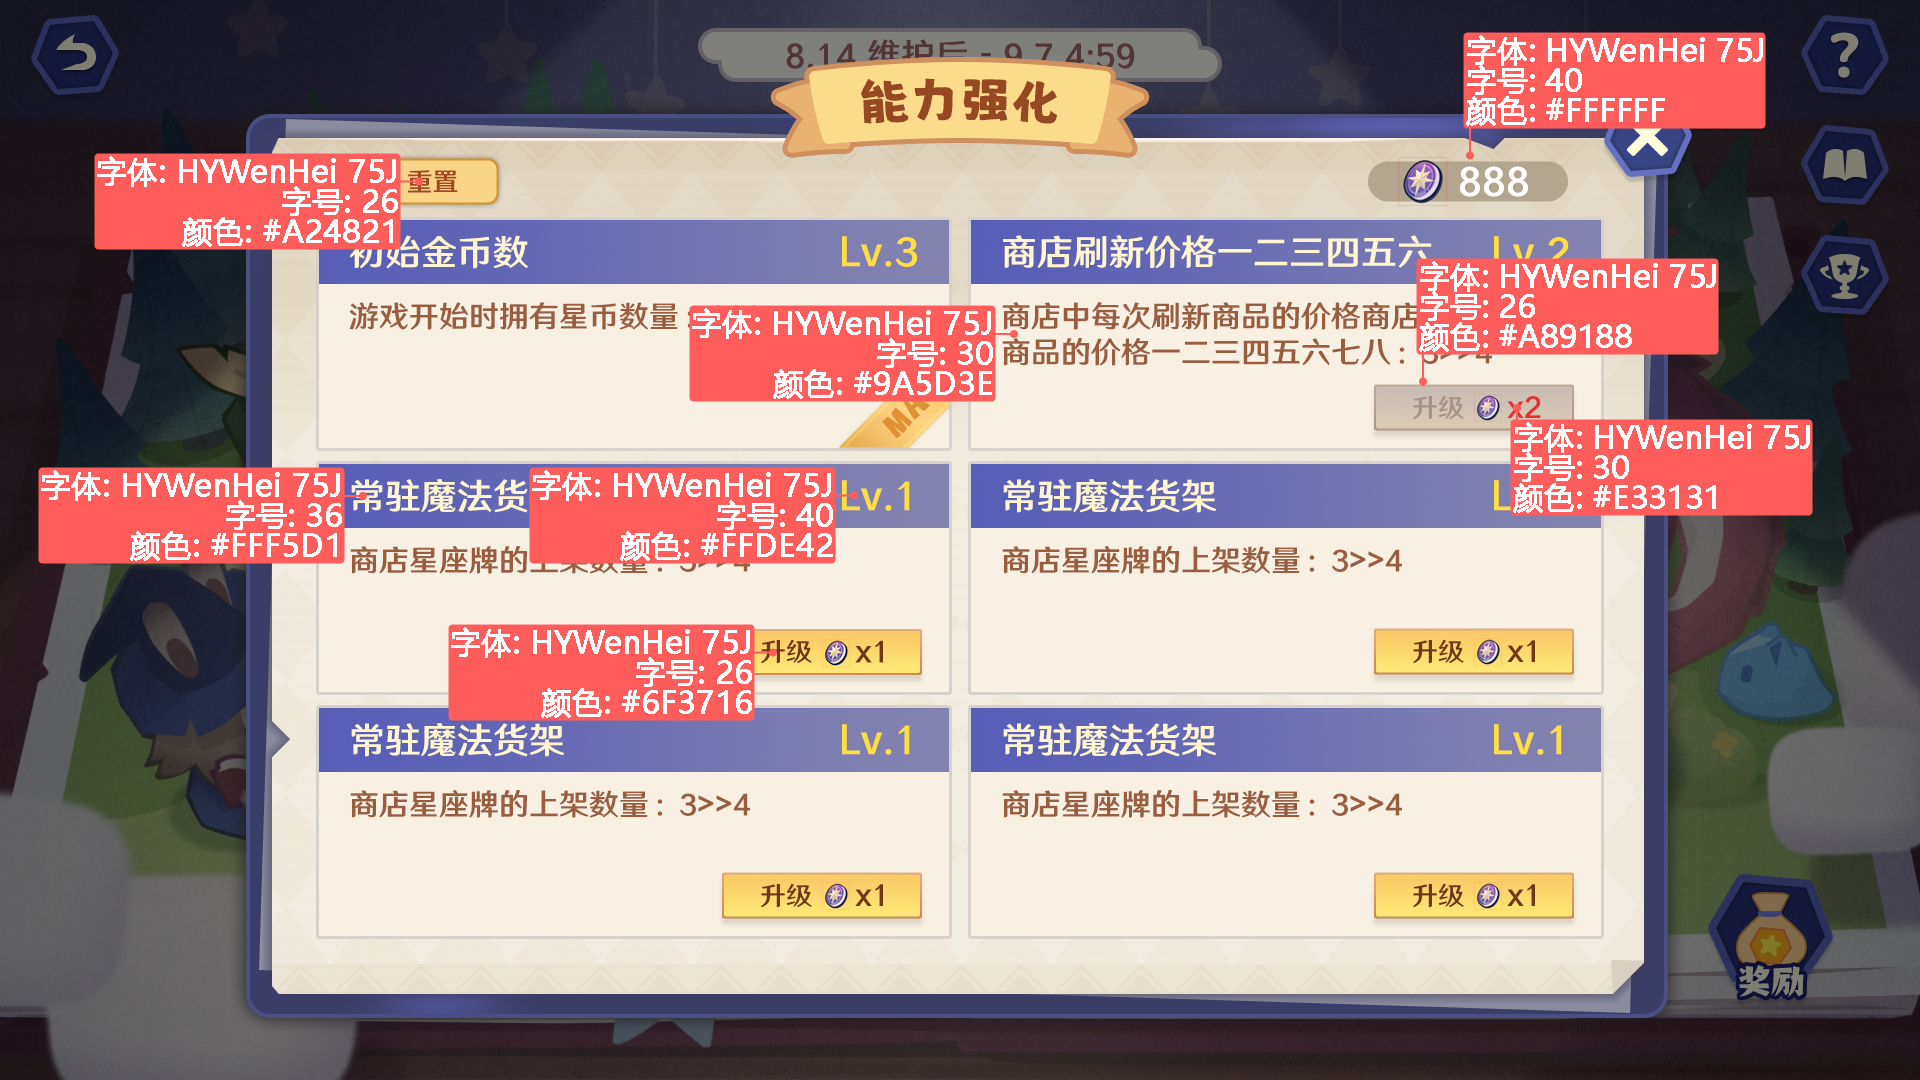 8.14 维护后 - 9.7 4:59
能力强化
字体: HYWenHei 75J
字号: 40
颜色: #FFFFFF
字体: HYWenHei 75J
字号: 26
颜色: #A24821
重置
888
初始金币数
Lv.3
商店刷新价格一二三四五六
Lv.2
游戏开始时拥有星币数量
字体: HYWenHei 75J
字号: 30
颜色: #9A5D3E
商店中每次刷新商品的价格商店
商品的价格一二三四五六七八：3>>4
字体: HYWenHei 75J
字号: 26
颜色: #A89188
升级 x2
字体: HYWenHei 75J
字号: 30
颜色: #E33131
字体: HYWenHei 75J
字号: 36
颜色: #FFF5D1
常驻魔法货
字体: HYWenHei 75J
字号: 40
颜色: #FFDE42
Lv.1
常驻魔法货架
商店星座牌的上架数量：3>>4
商店星座牌的上架数量：3>>4
字体: HYWenHei 75J
字号: 26
颜色: #6F3716
升级 x1
升级 x1
常驻魔法货架
Lv.1
常驻魔法货架
Lv.1
商店星座牌的上架数量：3>>4
商店星座牌的上架数量：3>>4
升级 x1
升级 x1
奖励